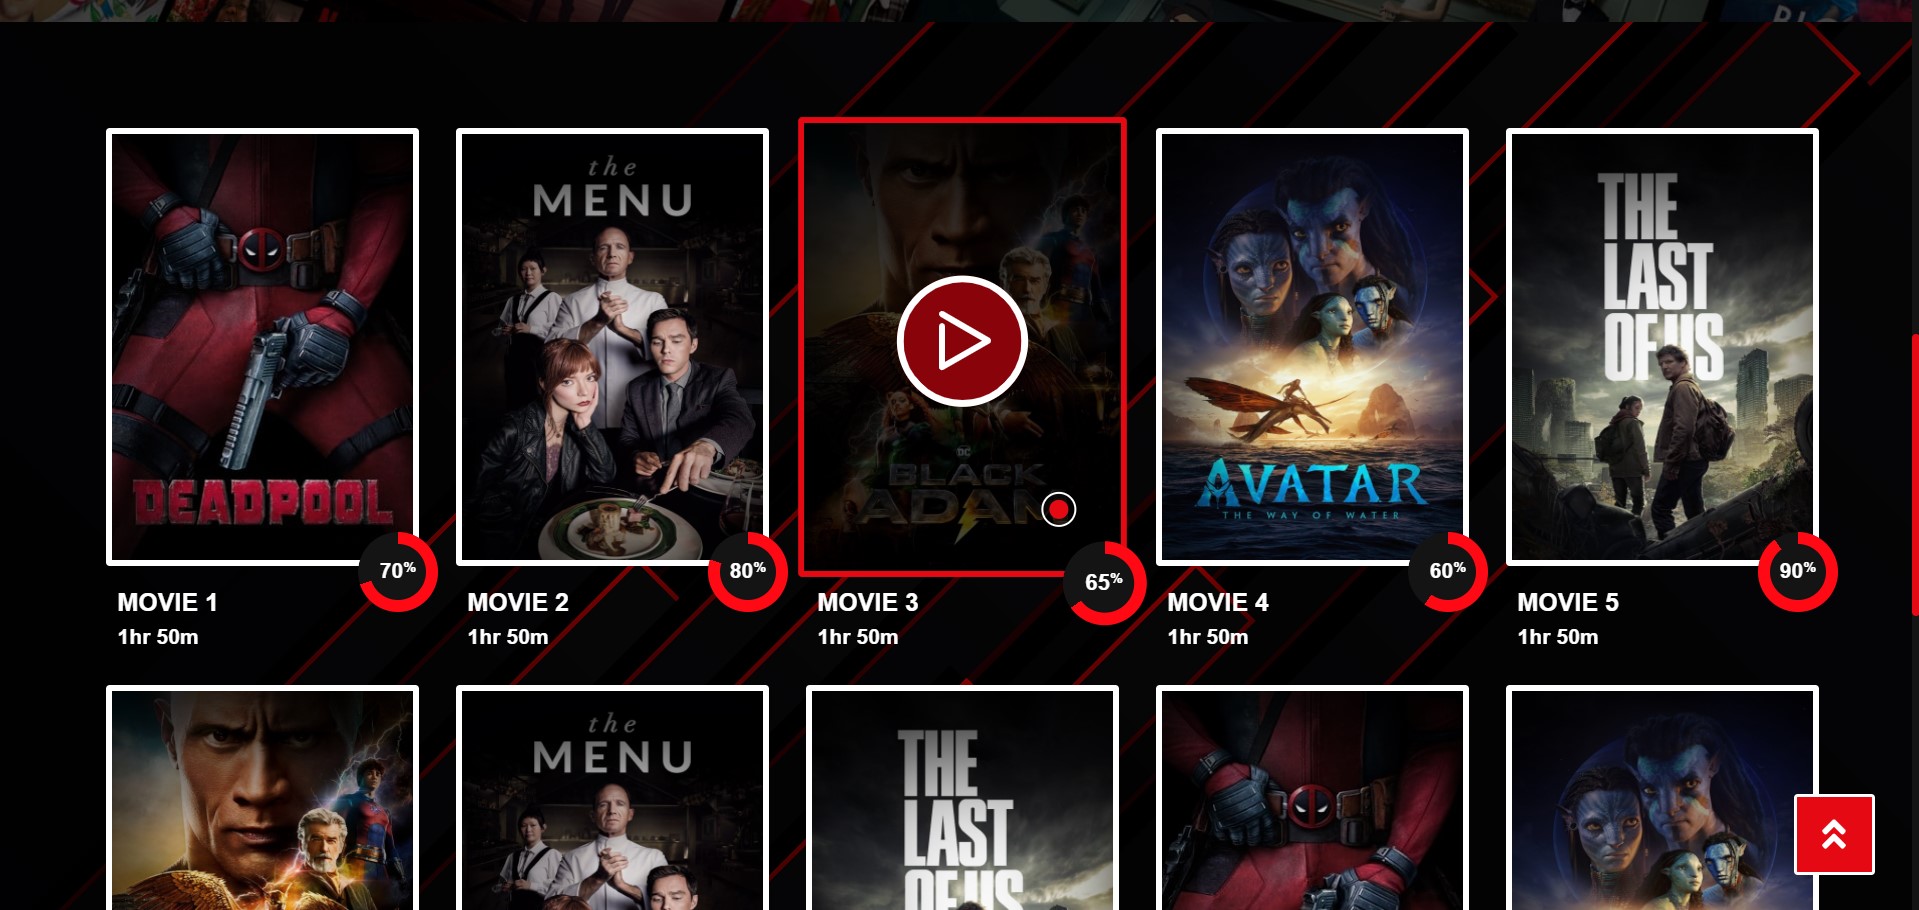 the
MENU
THE
LAST
OF US
DC
BLACK
ADAM
AVATAR
THE WAY OF WATER
DEADPOOL
70%
80%
65%
60%
90%
MOVIE 1
MOVIE 2
MOVIE 3
MOVIE 4
MOVIE 5
1hr 50m
1hr 50m
1hr 50m
1hr 50m
1hr 50m
the
MENU
THE
LAST
OF US